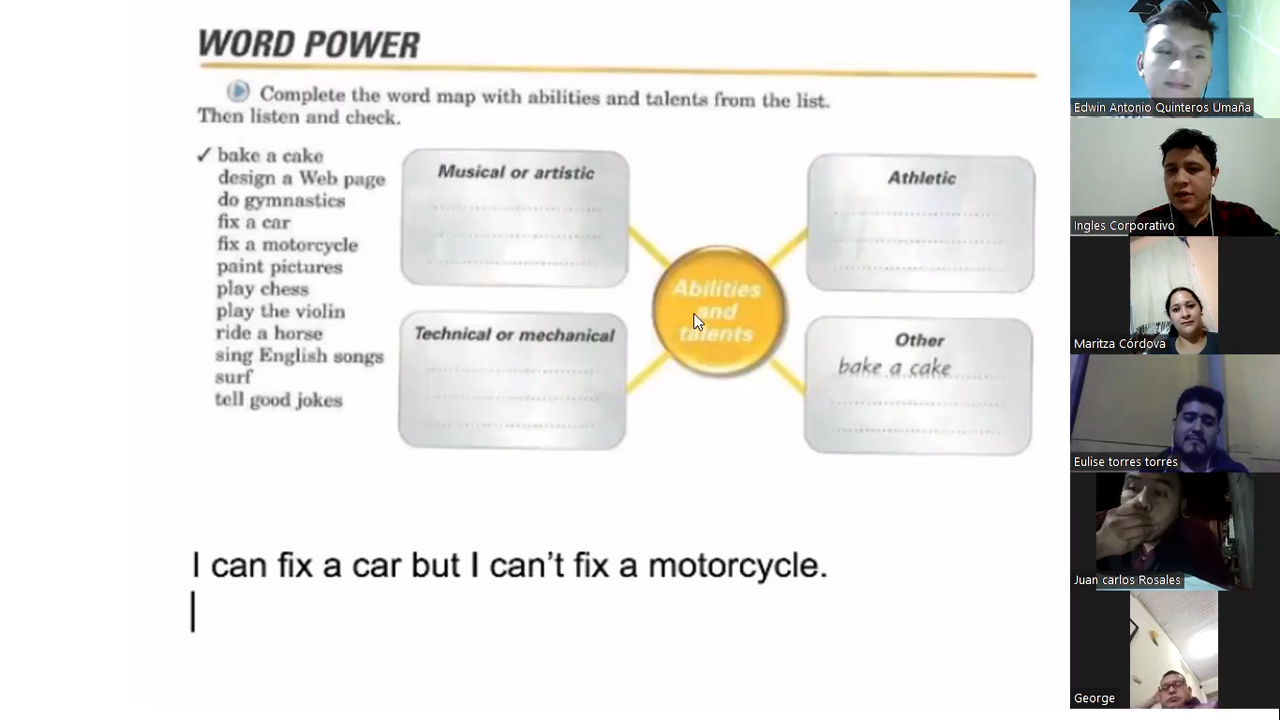 WORD POWER
Complete the word map with abilities and talents from the list.
Then listen and check.
✓ bake a cake
design a Web page
do gymnastics
fix a car
fix a motorcycle
paint pictures
play chess
play the violin
ride a horse
sing English songs
surf
tell good jokes
Musical or artistic
Athletic
Abilities
and
talents
Technical or mechanical
Other
bake a cake
I can fix a car but I can't fix a motorcycle.
Edwin Antonio Quinteros Umaña
Ingles Corporativo
Maritza Córdova
Eulise torres torres
Juan carlos Rosales
George